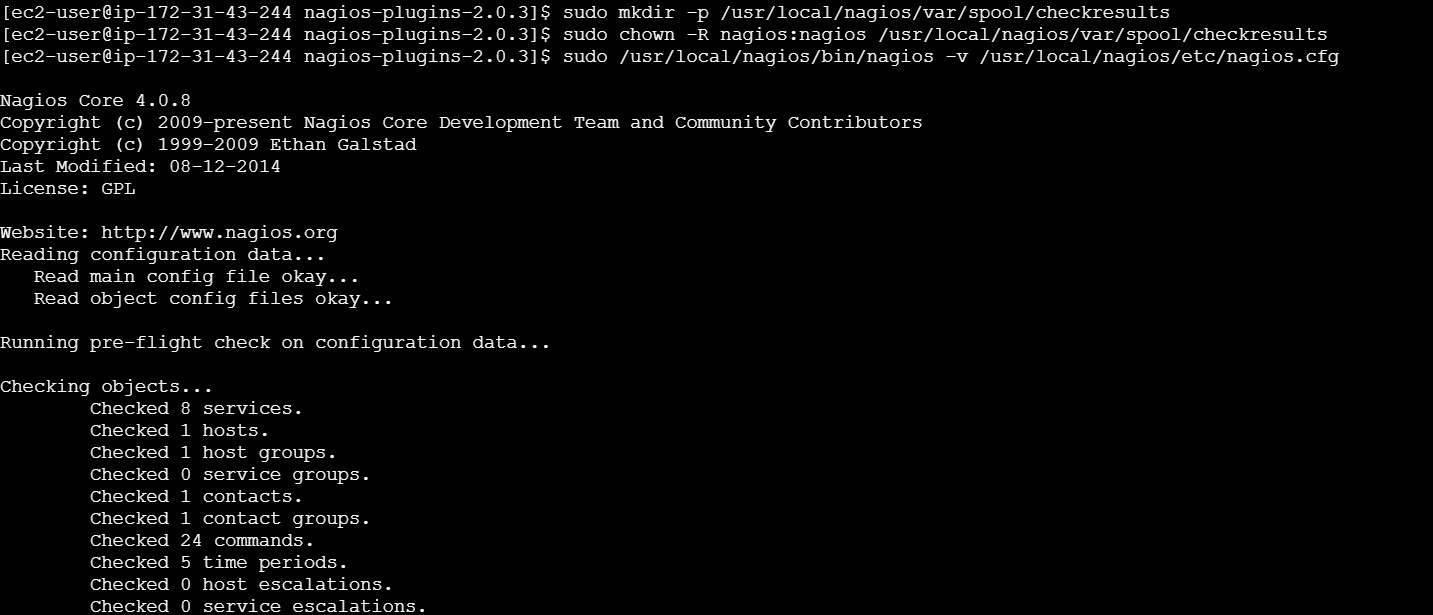 [ec2-user@ip-172-31-43-244 nagios-plugins-2.0.3]$ sudo mkdir -p /usr/local/nagios/var/spool/checkresults
[ec2-user@ip-172-31-43-244 nagios-plugins-2.0.3]$ sudo chown -R nagios:nagios /usr/local/nagios/var/spool/checkresults
[ec2-user@ip-172-31-43-244 nagios-plugins-2.0.3]$ sudo /usr/local/nagios/bin/nagios -v /usr/local/nagios/etc/nagios.cfg
Nagios Core 4.0.8
Copyright (c) 2009-present Nagios Core Development Team and Community Contributors
Copyright (c) 1999-2009 Ethan Galstad
Last Modified: 08-12-2014
License: GPL
Website: http://www.nagios.org
Reading configuration data...
Read main config file okay...
Read object config files okay...
Running pre-flight check on configuration data...
Checking objects...
Checked 8 services.
Checked 1 hosts.
Checked 1 host groups.
Checked 0 service groups.
Checked 1 contacts.
Checked 1 contact groups.
Checked 24 commands.
Checked 5 time periods.
Checked 0 host escalations.
Checked 0 service escalations.